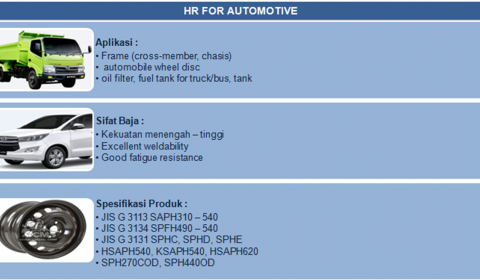 HR FOR AUTOMOTIVE
Aplikasi :
• Frame (cross-member, chasis)
• automobile wheel disc
• oil filter, fuel tank for truck/bus, tank
Sifat Baja :
• Kekuatan menengah – tinggi
• Excellent weldability
• Good fatigue resistance
Spesifikasi Produk :
• JIS G 3113 SAPH310 – 540
• JIS G 3134 SPFH490 – 540
• JIS G 3131 SPHC, SPHD, SPHE
• HSAPH540, KSAPH540, HSAPH620
• SPH270COD, SPH440OD